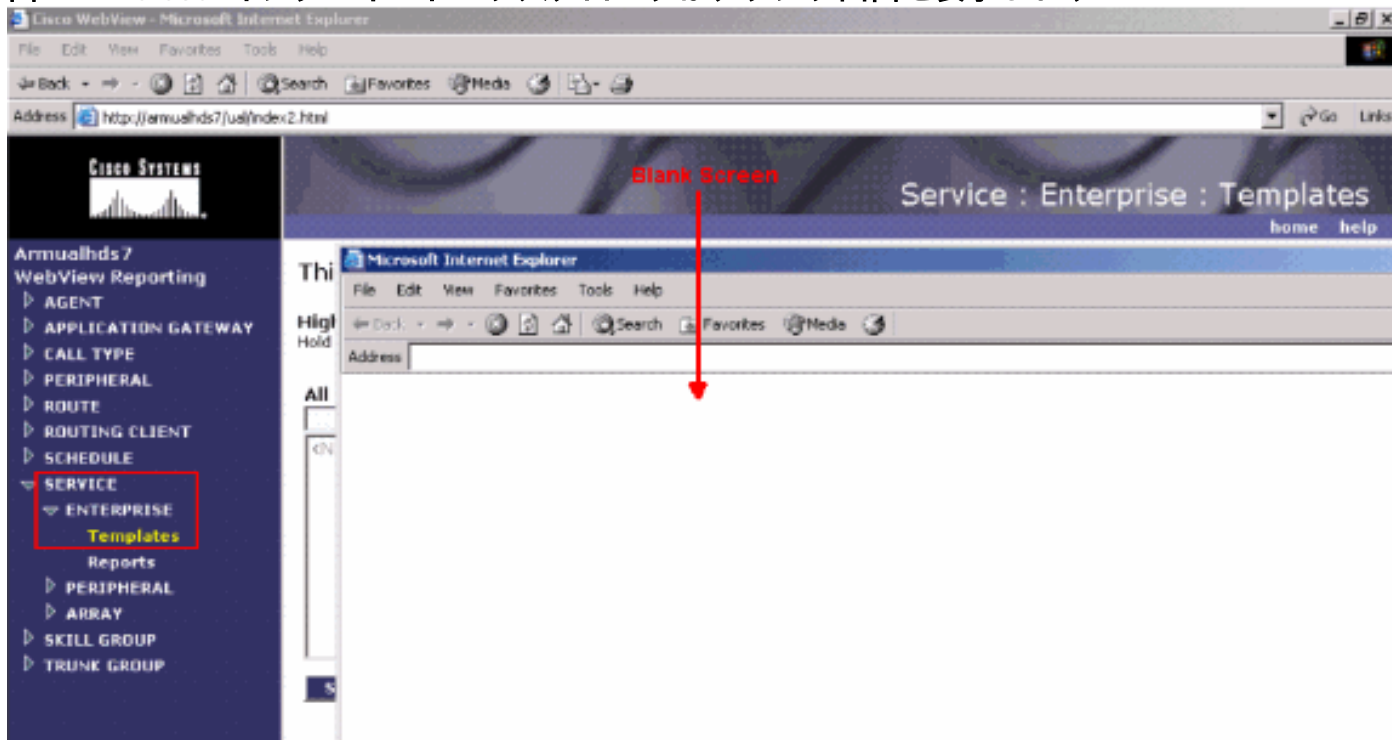 Cisco WebView - Microsoft Internet Explorer
File Edit View Favorites Tools Help
Back Search Favorites Media
Address http://armualhds7/ual/index2.html Go Links
CISCO SYSTEMS
Blank Screen
Service : Enterprise : Templates
home help
Armualhds7
WebView Reporting
AGENT
APPLICATION GATEWAY
CALL TYPE
PERIPHERAL
ROUTE
ROUTING CLIENT
SCHEDULE
SERVICE
ENTERPRISE
Templates
Reports
PERIPHERAL
ARRAY
SKILL GROUP
TRUNK GROUP
Thi
High
Hold
All
<N
S
Microsoft Internet Explorer
File Edit View Favorites Tools Help
Back Search Favorites Media
Address